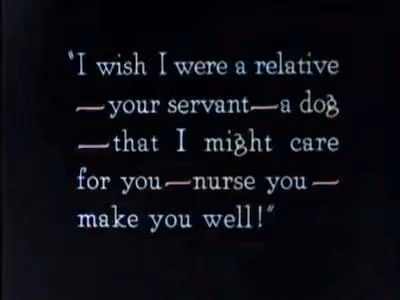 "I wish I were a relative
—your servant—a dog
—that I might care
for you—nurse you—
make you well!"